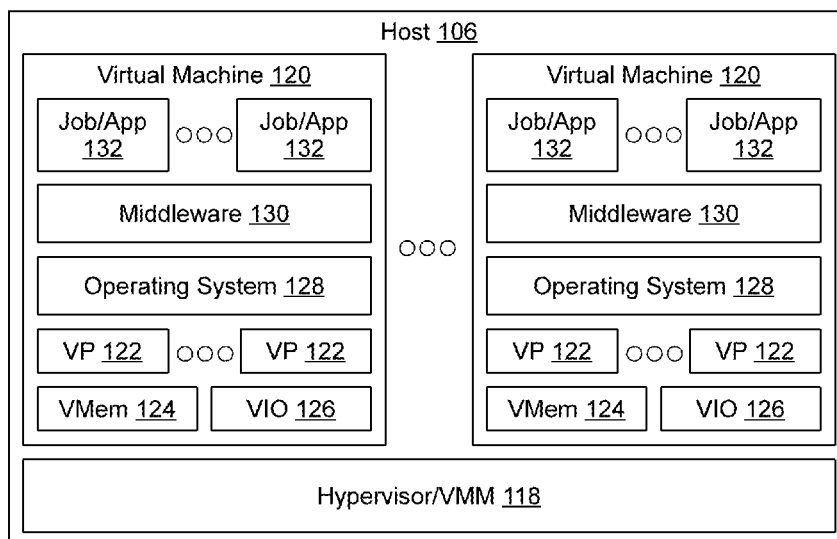 Host 106
Virtual Machine 120
Job/App 132
Job/App 132
Middleware 130
Operating System 128
VP 122
VP 122
VMem 124
VIO 126
Virtual Machine 120
Job/App 132
Job/App 132
Middleware 130
Operating System 128
VP 122
VP 122
VMem 124
VIO 126
Hypervisor/VMM 118